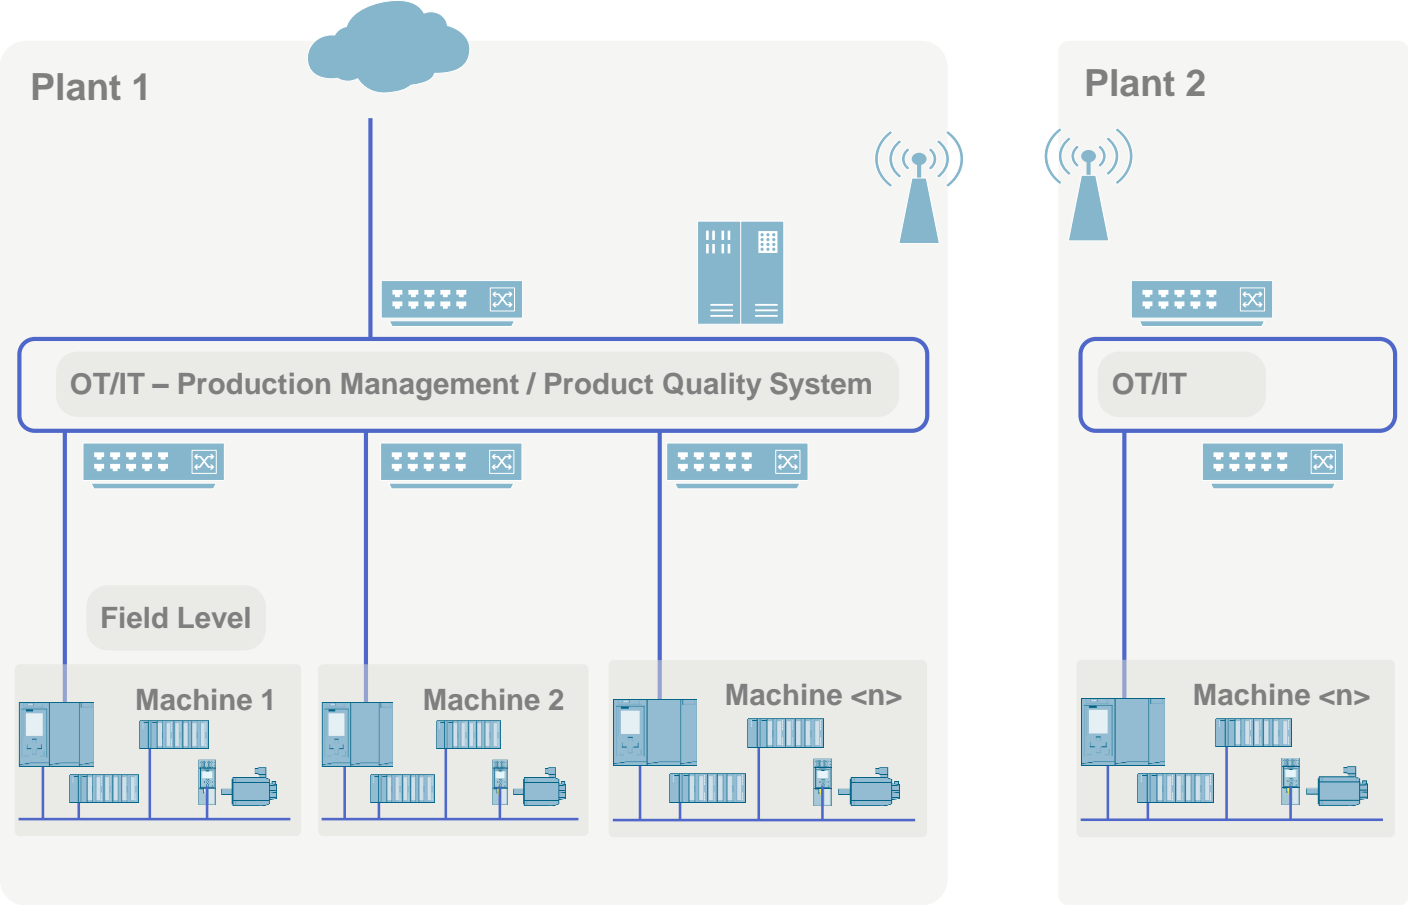 Plant 1
Plant 2
OT/IT – Production Management / Product Quality System
OT/IT
Field Level
Machine 1
Machine 2
Machine <n>
Machine <n>